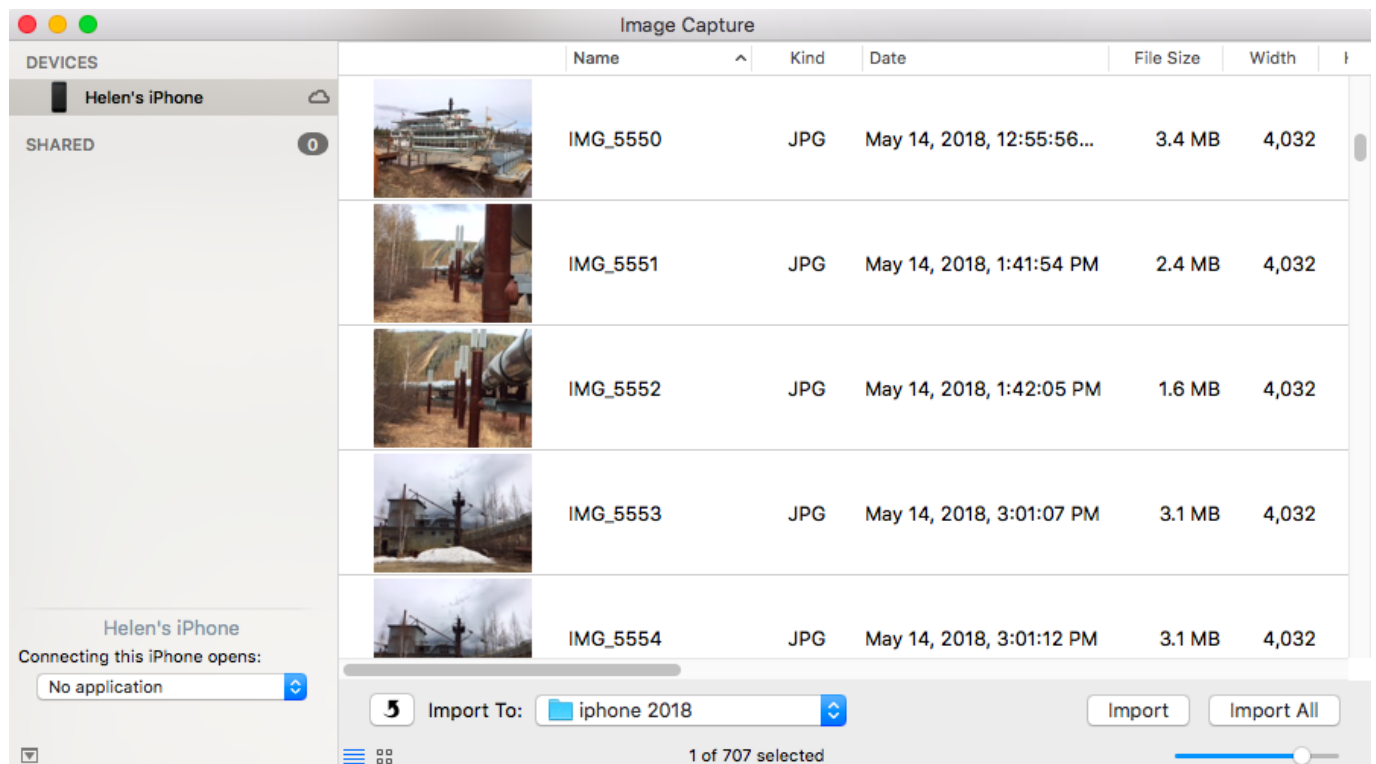 Image Capture
DEVICES
Helen's iPhone
SHARED 0
Name Kind Date File Size Width
IMG_5550 JPG May 14, 2018, 12:55:56... 3.4 MB 4,032
IMG_5551 JPG May 14, 2018, 1:41:54 PM 2.4 MB 4,032
IMG_5552 JPG May 14, 2018, 1:42:05 PM 1.6 MB 4,032
IMG_5553 JPG May 14, 2018, 3:01:07 PM 3.1 MB 4,032
IMG_5554 JPG May 14, 2018, 3:01:12 PM 3.1 MB 4,032
Helen's iPhone
Connecting this iPhone opens:
No application
Import To: iphone 2018 Import Import All
1 of 707 selected